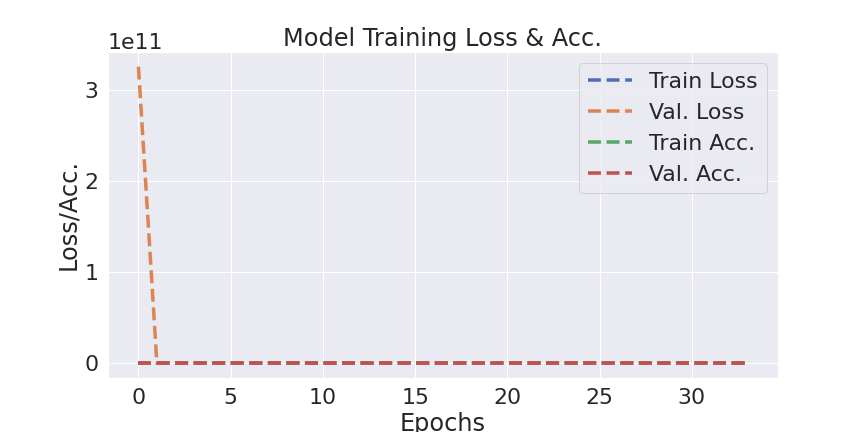 Model Training Loss & Acc.
1e11
Train Loss
Val. Loss
Train Acc.
Val. Acc.
Loss/Acc.
3
2
1
0
0 5 10 15 20 25 30
Epochs